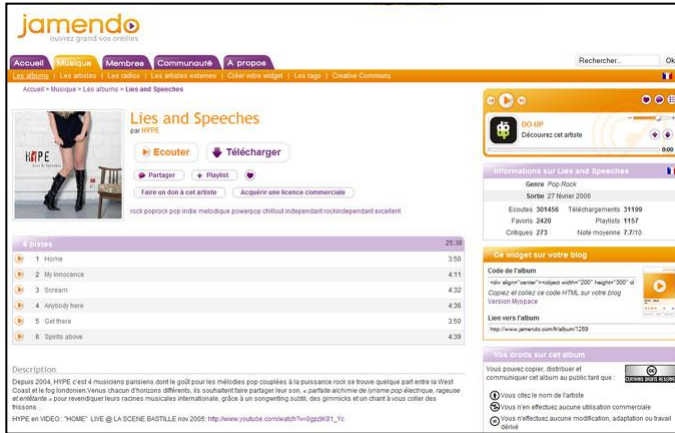 jamendo
ouvrez grand vos oreilles
Accueil Musique Membres Communauté A propos
Rechercher... Ok
Les albums | Les artistes | Les radios | Les artistes externes | Créer votre widget | Les tags | Creative Commons
Accueil > Musique > Les albums > Lies and Speeches
HYPE
Lies and Speeches
par HYPE
Ecouter
Télécharger
Partager
Playlist
Faire un don à cet artiste
Acquérir une licence commerciale
rock poprock pop indie melodique powerpop chillout independant rockindependant excellent
6 pistes 25:38
1 Home 3:50
2 My Innocence 4:11
3 Scream 4:32
4 Anybody here 4:36
5 Get there 3:50
6 Spirits above 4:39
Description
Depuis 2004, HYPE c'est 4 musiciens parisiens dont le goût pour les mélodies pop couplées à la puissance rock se trouve quelque part entre la West
Coast et le fog londonien.Venus chacun d'horizons différents, ils souhaitent faire partager leur son, « parfaite alchimie de lyrisme pop-électrique, rageuse
et entêtante » pour revendiquer leurs racines musicales internationale, grâce à un songwriting subtil, des gimmicks et un chant à vous coller des
frissons...
HYPE en VIDEO : "HOME" LIVE @ LA SCENE BASTILLE nov 2005:
DO-UP
Découvrez cet artiste
0:00
Informations sur Lies and Speeches
Genre Pop Rock
Sortie 27 février 2006
Ecoutes 301456 Téléchargements 31199
Favoris 2420 Playlists 1157
Critiques 273 Note moyenne 7.7/10
Ce widget sur votre blog
Code de l'album
<div align="center"><object width="200" height="300" d
Copiez et collez ce code HTML sur votre blog
Version Myspace
Lien vers l'album
http://www.jamendo.com/fr/album/1289
Vos droits sur cet album
Vous pouvez copier, distribuer et
communiquer cet album au public tant que :
cc
Vous citez le nom de l'artiste
Vous n'en effectuez aucune utilisation commerciale
Vous n'en effectuez aucune modification, adaptation ou travail
dérivé